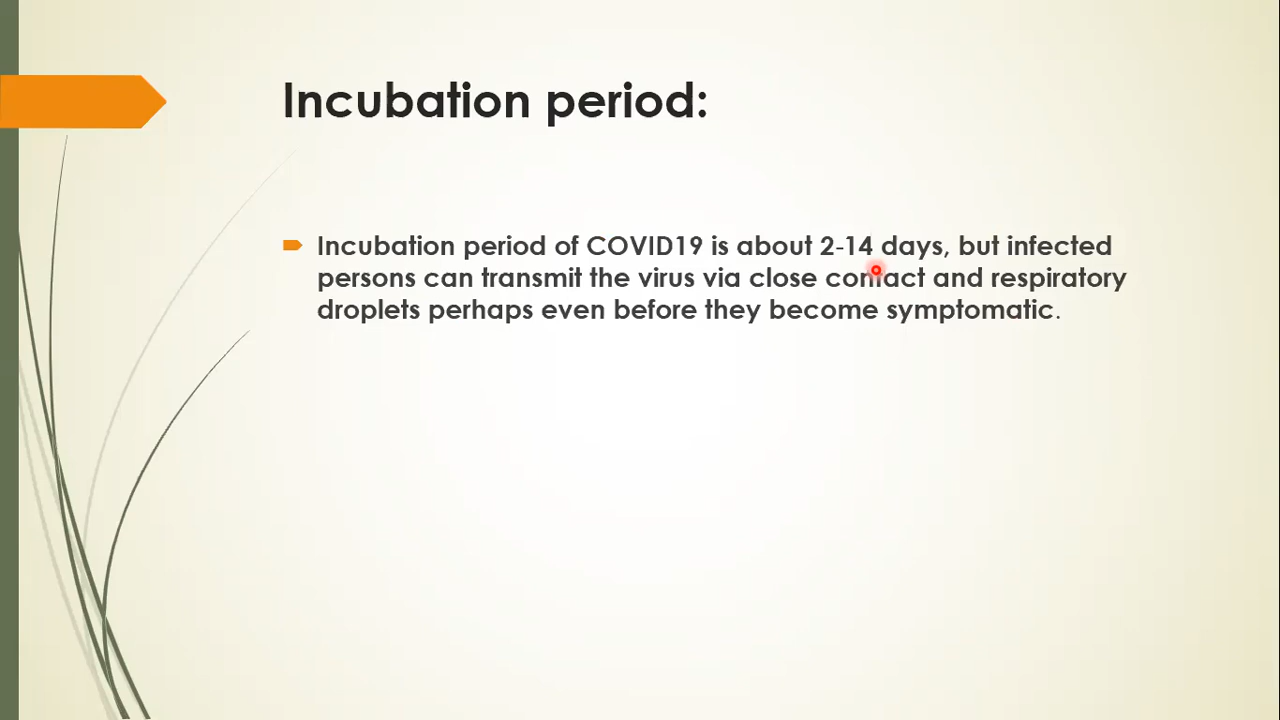 Incubation period:
Incubation period of COVID19 is about 2-14 days, but infected
persons can transmit the virus via close contact and respiratory
droplets perhaps even before they become symptomatic.